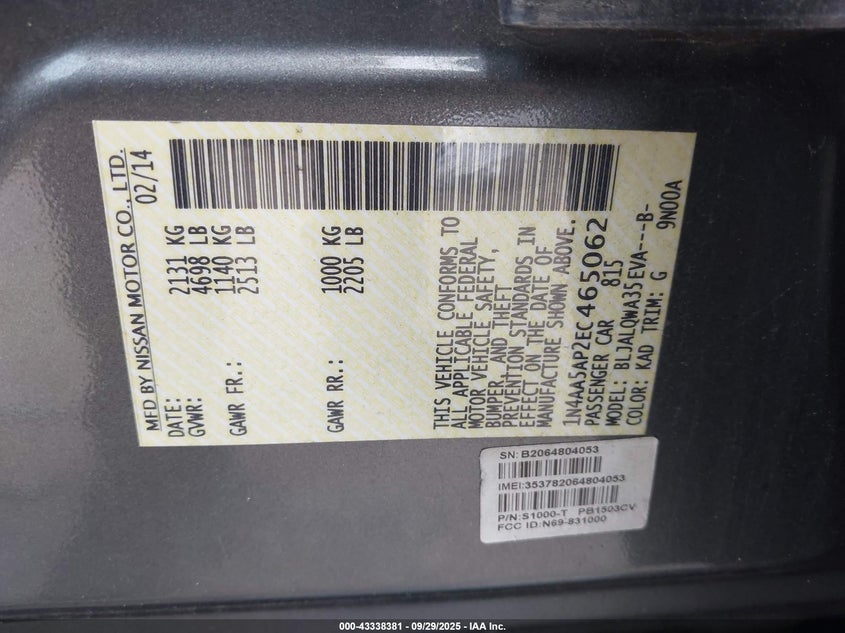 MFD BY NISSAN MOTOR CO., LTD.
DATE: 02/14
GVWR: 2131 KG
4698 LB
GAWR FR.: 1140 KG
2513 LB
GAWR RR.: 1000 KG
2205 LB
THIS VEHICLE CONFORMS TO
ALL APPLICABLE FEDERAL
MOTOR VEHICLE SAFETY,
BUMPER, AND THEFT
PREVENTION STANDARDS IN
EFFECT ON THE DATE OF
MANUFACTURE SHOWN ABOVE.
1N4AA5AP2EC465062
PASSENGER CAR 815
MODEL: BLJALQWA35EVA---B-
COLOR: KAD TRIM: G 9N00A
SN: B2064804053
IMEI:353782064804053
P/N:S1000-T PB1503CV
FCC ID:N69-831000
000-43338381 - 09/29/2025 - IAA Inc.